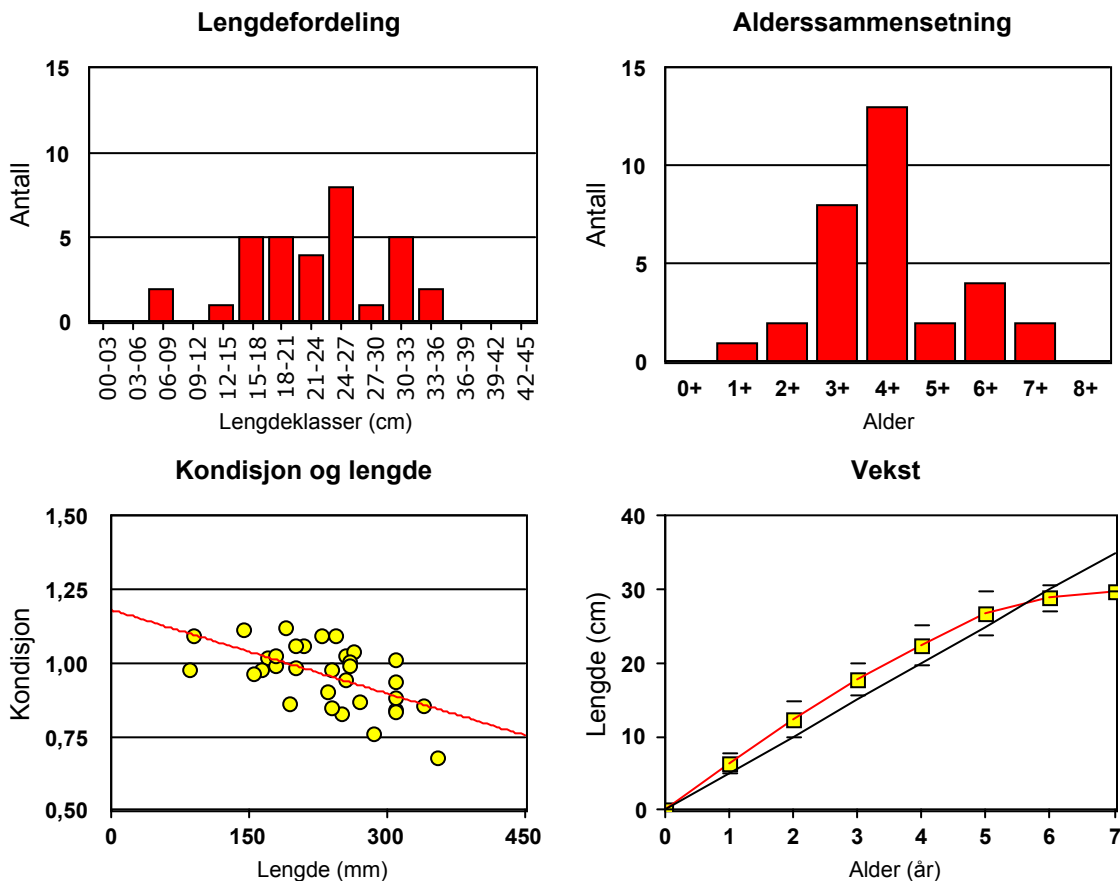 Lengdefordeling
15
10
5
0
Antall
00-03
03-06
06-09
09-12
12-15
15-18
18-21
21-24
24-27
27-30
30-33
33-36
36-39
39-42
42-45
Lengdeklasser (cm)
Alderssammensetning
15
10
5
0
Antall
0+ 1+ 2+ 3+ 4+ 5+ 6+ 7+ 8+
Alder
Kondisjon og lengde
1,50
1,25
1,00
0,75
0,50
Kondisjon
0 150 300 450
Lengde (mm)
Vekst
40
30
20
10
0
Lengde (cm)
0 1 2 3 4 5 6 7
Alder (år)